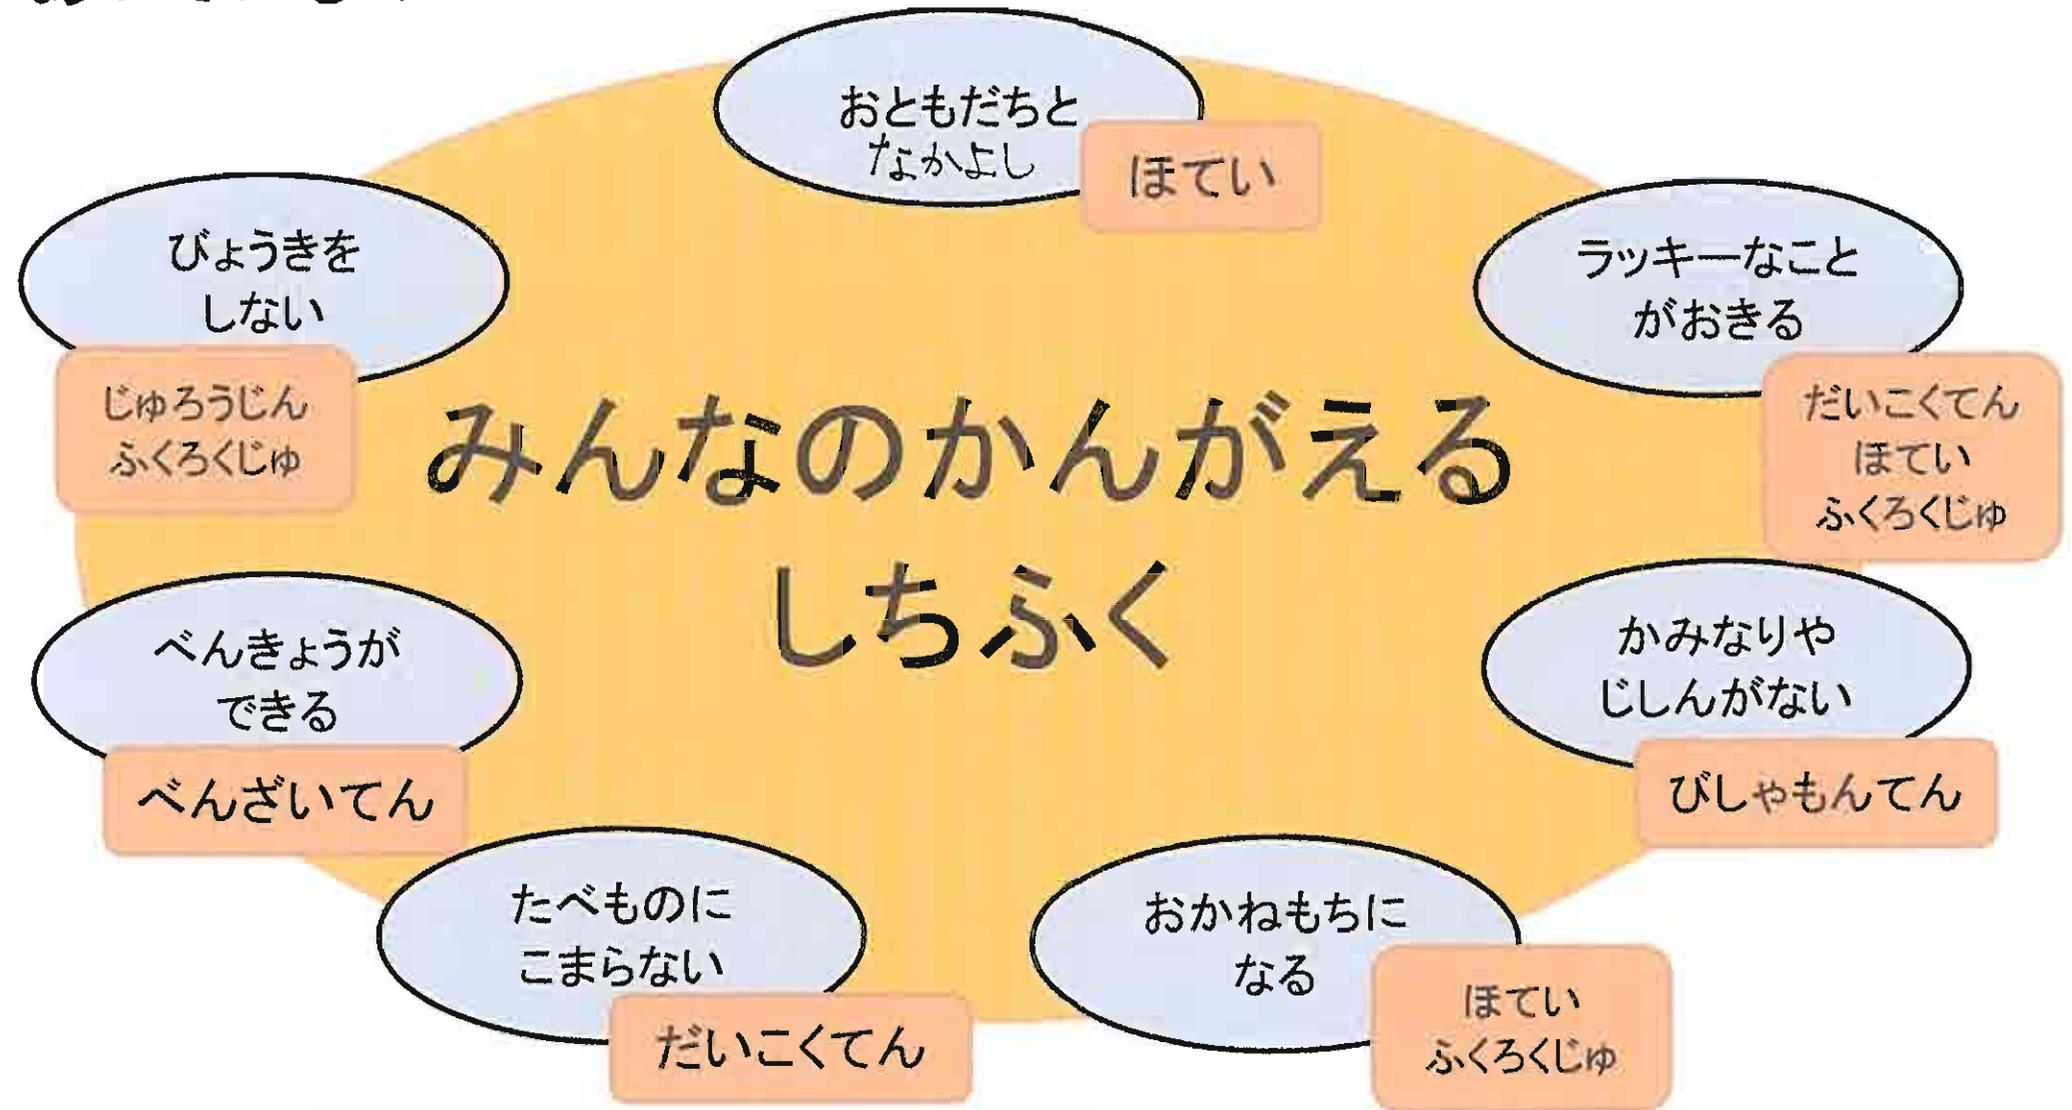 おともだちと
なかよし
ほてい
ラッキーなこと
がおきる
だいこくてん
ほてい
ふくろくじゅ
びょうきを
しない
じゅろうじん
ふくろくじゅ
みんなのかんがえる
しちふく
かみなりや
じしんがない
びしゃもんてん
べんきょうが
できる
べんざいてん
たべものに
こまらない
だいこくてん
おかねもちに
なる
ほてい
ふくろくじゅ